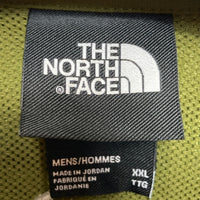 THE
NORTH
FACE
MENS/HOMMES
MADE IN JORDAN
FABRIQUÉ EN
JORDANIE
XXL
TTG